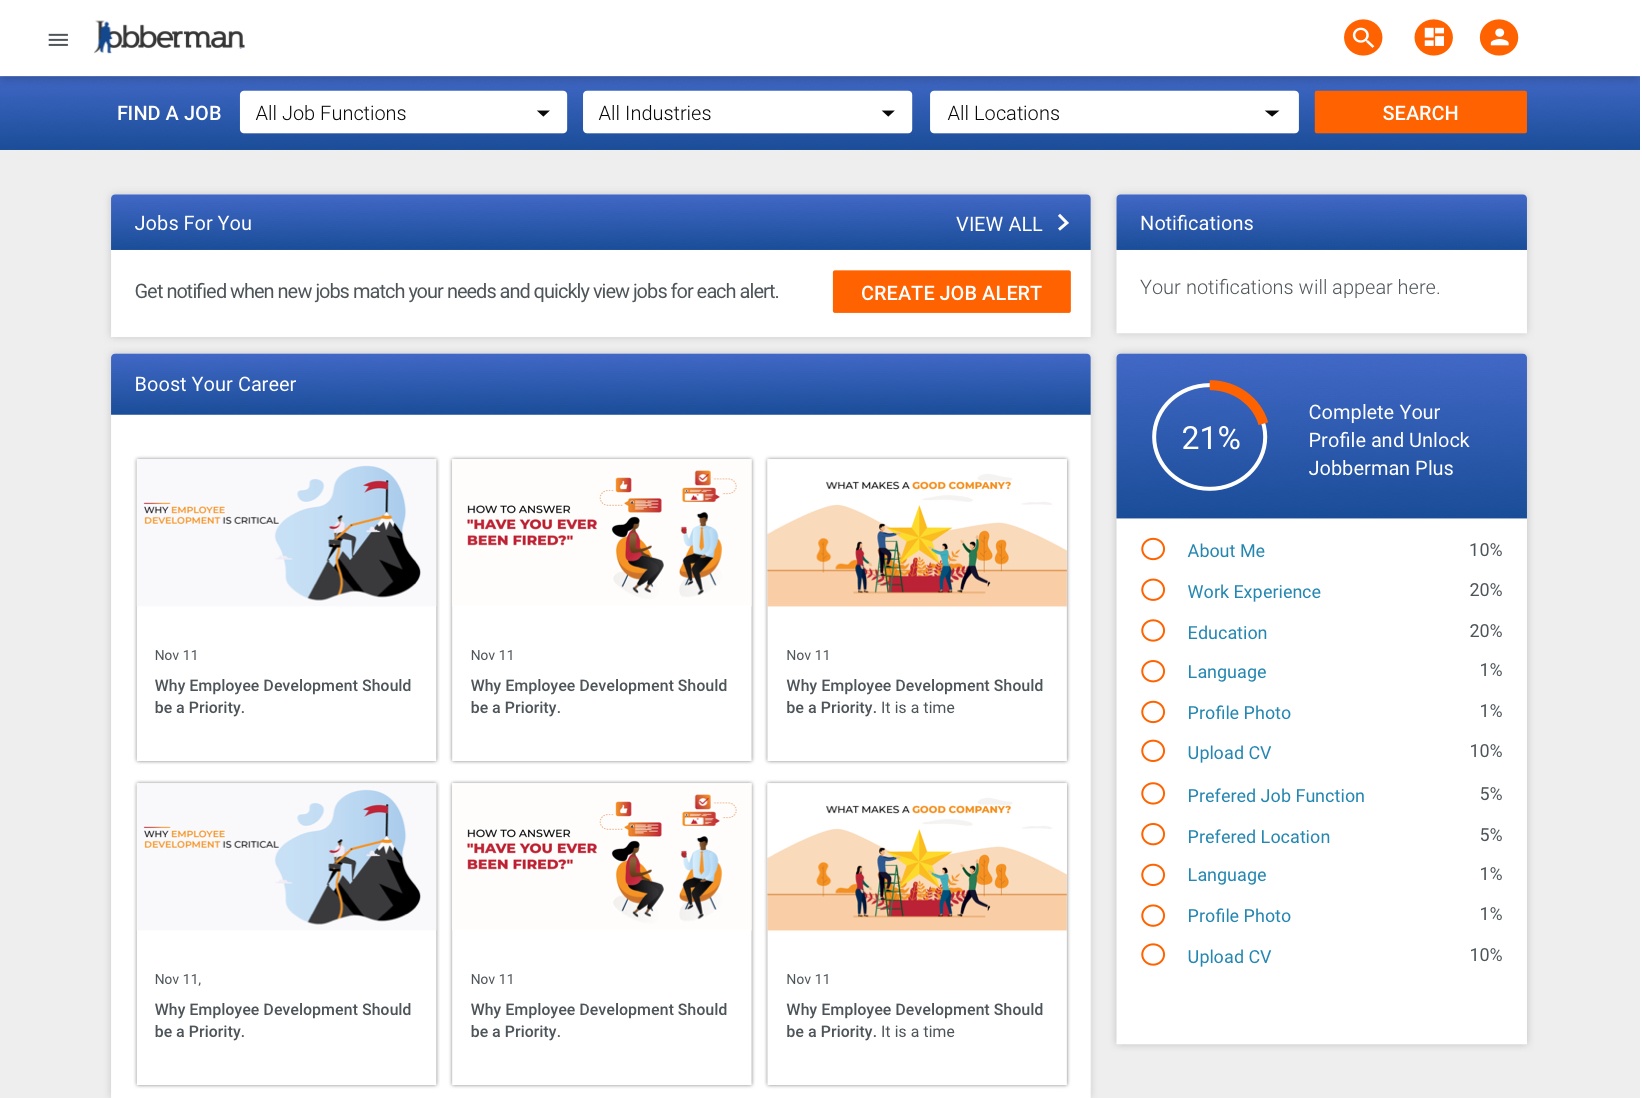 Jobberman
FIND A JOB
All Job Functions
All Industries
All Locations
SEARCH
Jobs For You
VIEW ALL
Get notified when new jobs match your needs and quickly view jobs for each alert.
CREATE JOB ALERT
Notifications
Your notifications will appear here.
Boost Your Career
WHY EMPLOYEE
DEVELOPMENT IS CRITICAL
Nov 11
Why Employee Development Should
be a Priority.
HOW TO ANSWER
"HAVE YOU EVER
BEEN FIRED?"
Nov 11
Why Employee Development Should
be a Priority.
WHAT MAKES A GOOD COMPANY?
Nov 11
Why Employee Development Should
be a Priority. It is a time
WHY EMPLOYEE
DEVELOPMENT IS CRITICAL
Nov 11,
Why Employee Development Should
be a Priority.
HOW TO ANSWER
"HAVE YOU EVER
BEEN FIRED?"
Nov 11
Why Employee Development Should
be a Priority.
WHAT MAKES A GOOD COMPANY?
Nov 11
Why Employee Development Should
be a Priority. It is a time
21%
Complete Your
Profile and Unlock
Jobberman Plus
About Me 10%
Work Experience 20%
Education 20%
Language 1%
Profile Photo 1%
Upload CV 10%
Prefered Job Function 5%
Prefered Location 5%
Language 1%
Profile Photo 1%
Upload CV 10%